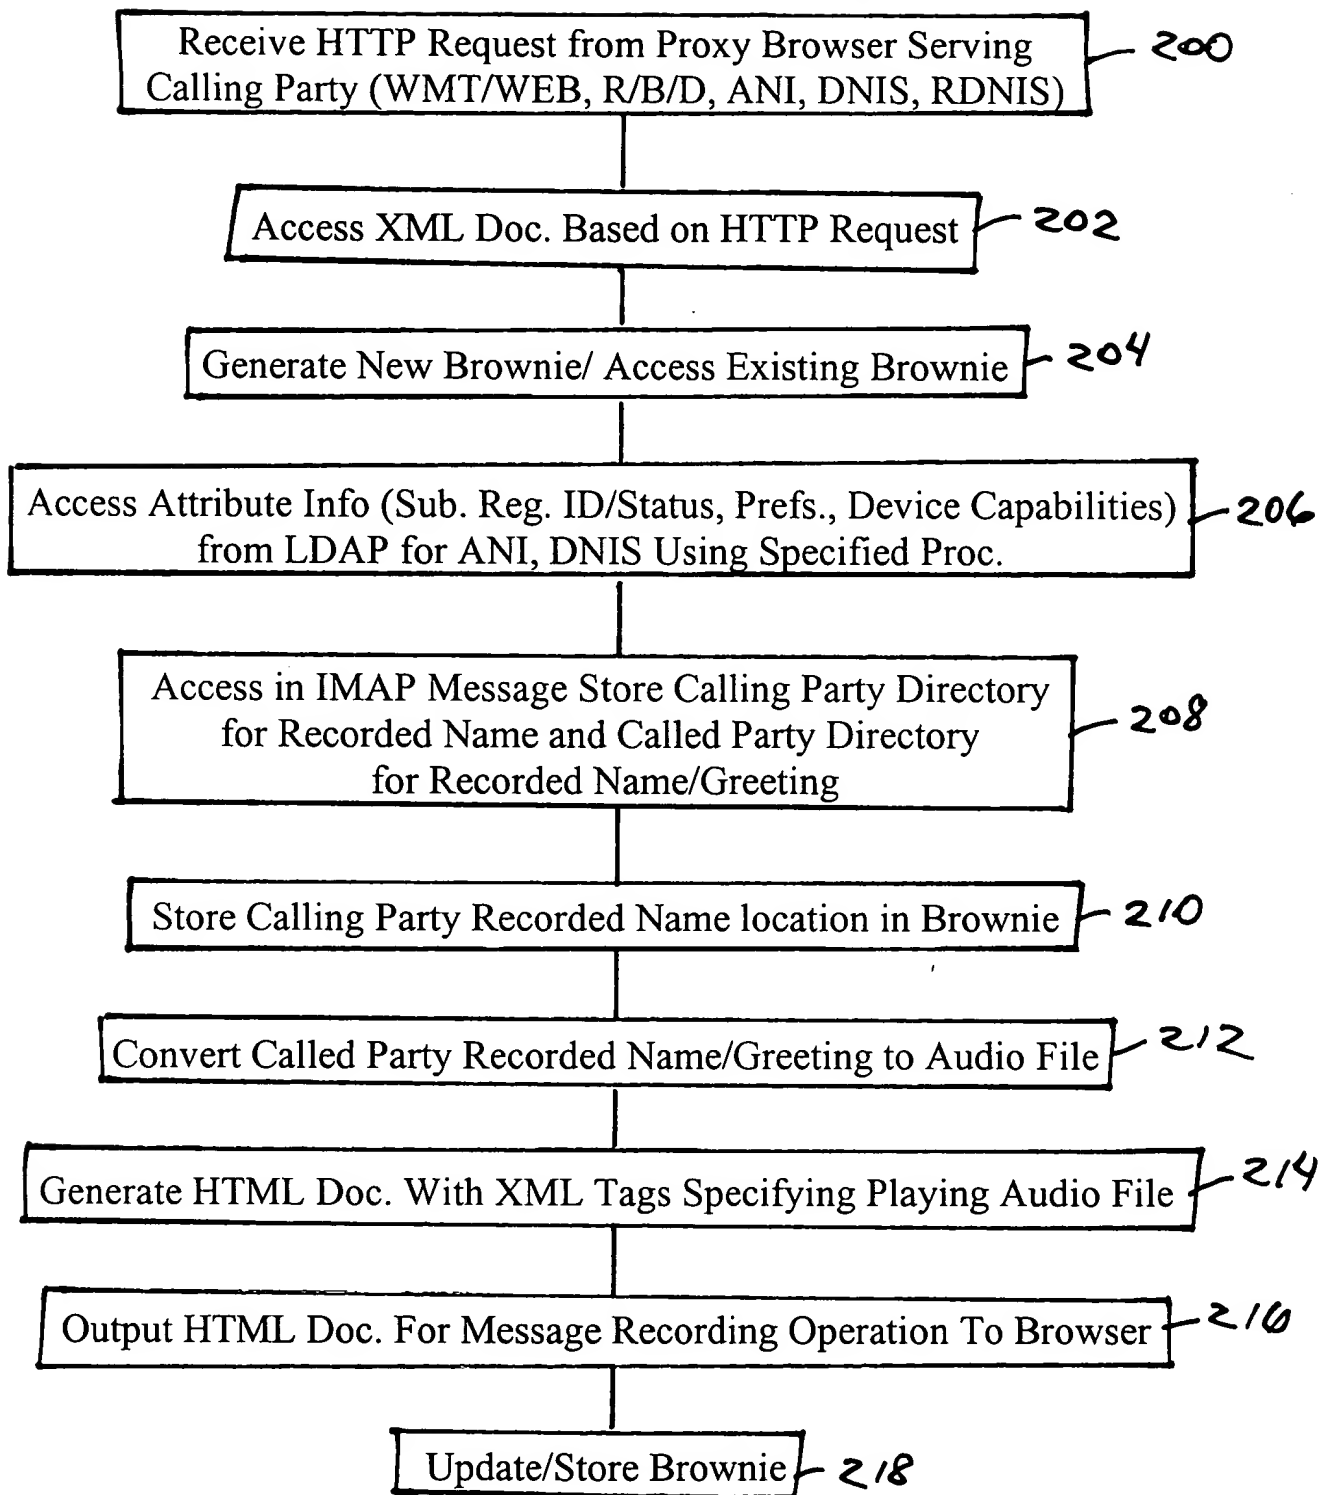 Receive HTTP Request from Proxy Browser Serving
Calling Party (WMT/WEB, R/B/D, ANI, DNIS, RDNIS)
200
Access XML Doc. Based on HTTP Request
202
Generate New Brownie/ Access Existing Brownie
204
Access Attribute Info (Sub. Reg. ID/Status, Prefs., Device Capabilities)
from LDAP for ANI, DNIS Using Specified Proc.
206
Access in IMAP Message Store Calling Party Directory
for Recorded Name and Called Party Directory
for Recorded Name/Greeting
208
Store Calling Party Recorded Name location in Brownie
210
Convert Called Party Recorded Name/Greeting to Audio File
212
Generate HTML Doc. With XML Tags Specifying Playing Audio File
214
Output HTML Doc. For Message Recording Operation To Browser
216
Update/Store Brownie
218